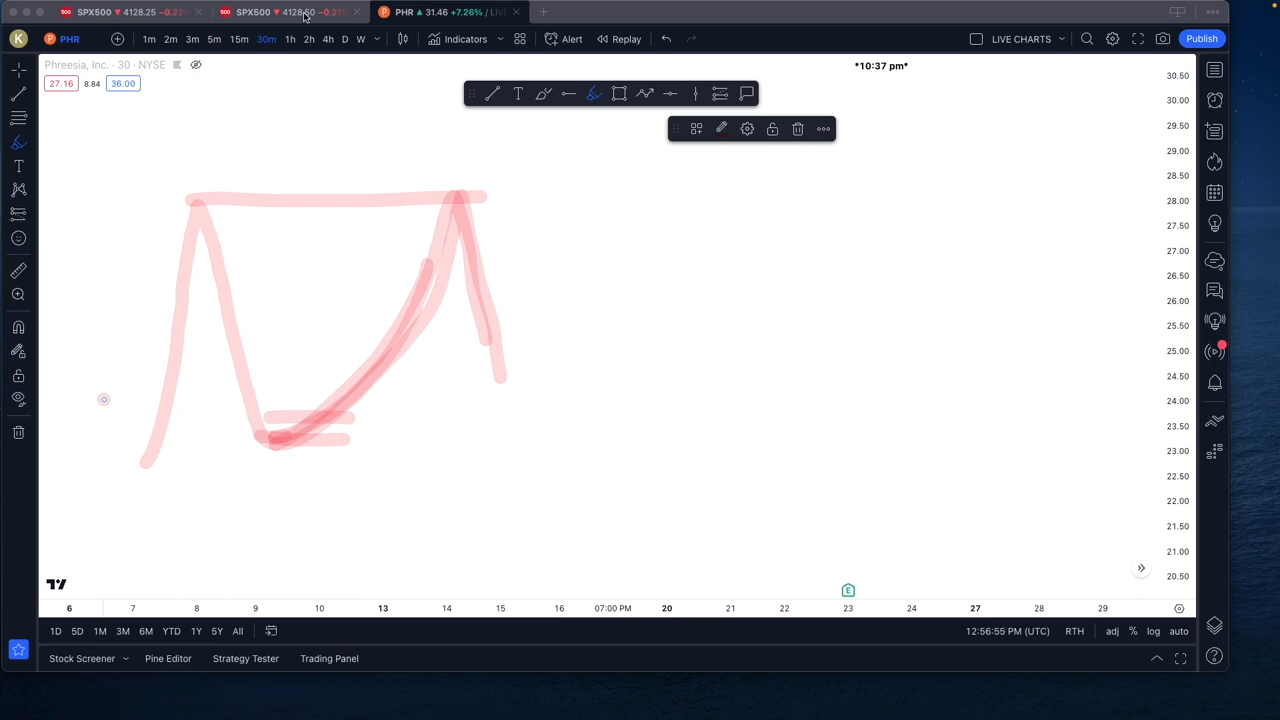 SPX500 4128.25 −0.22%
SPX500 4128.50 −0.21%
PHR 31.46 +7.26% / LIVE
K PHR 1m 2m 3m 5m 15m 30m 1h 2h 4h D W Indicators Alert Replay LIVE CHARTS Publish
Phreesia, Inc. · 30 · NYSE
27.16 8.84 36.00
*10:37 pm*
30.50
30.00
29.50
29.00
28.50
28.00
27.50
27.00
26.50
26.00
25.50
25.00
24.50
24.00
23.50
23.00
22.50
22.00
21.50
21.00
20.50
E
6 7 8 9 10 13 14 15 16 07:00 PM 20 21 22 23 24 27 28 29
1D 5D 1M 3M 6M YTD 1Y 5Y All 12:56:55 PM (UTC) RTH adj % log auto
Stock Screener Pine Editor Strategy Tester Trading Panel